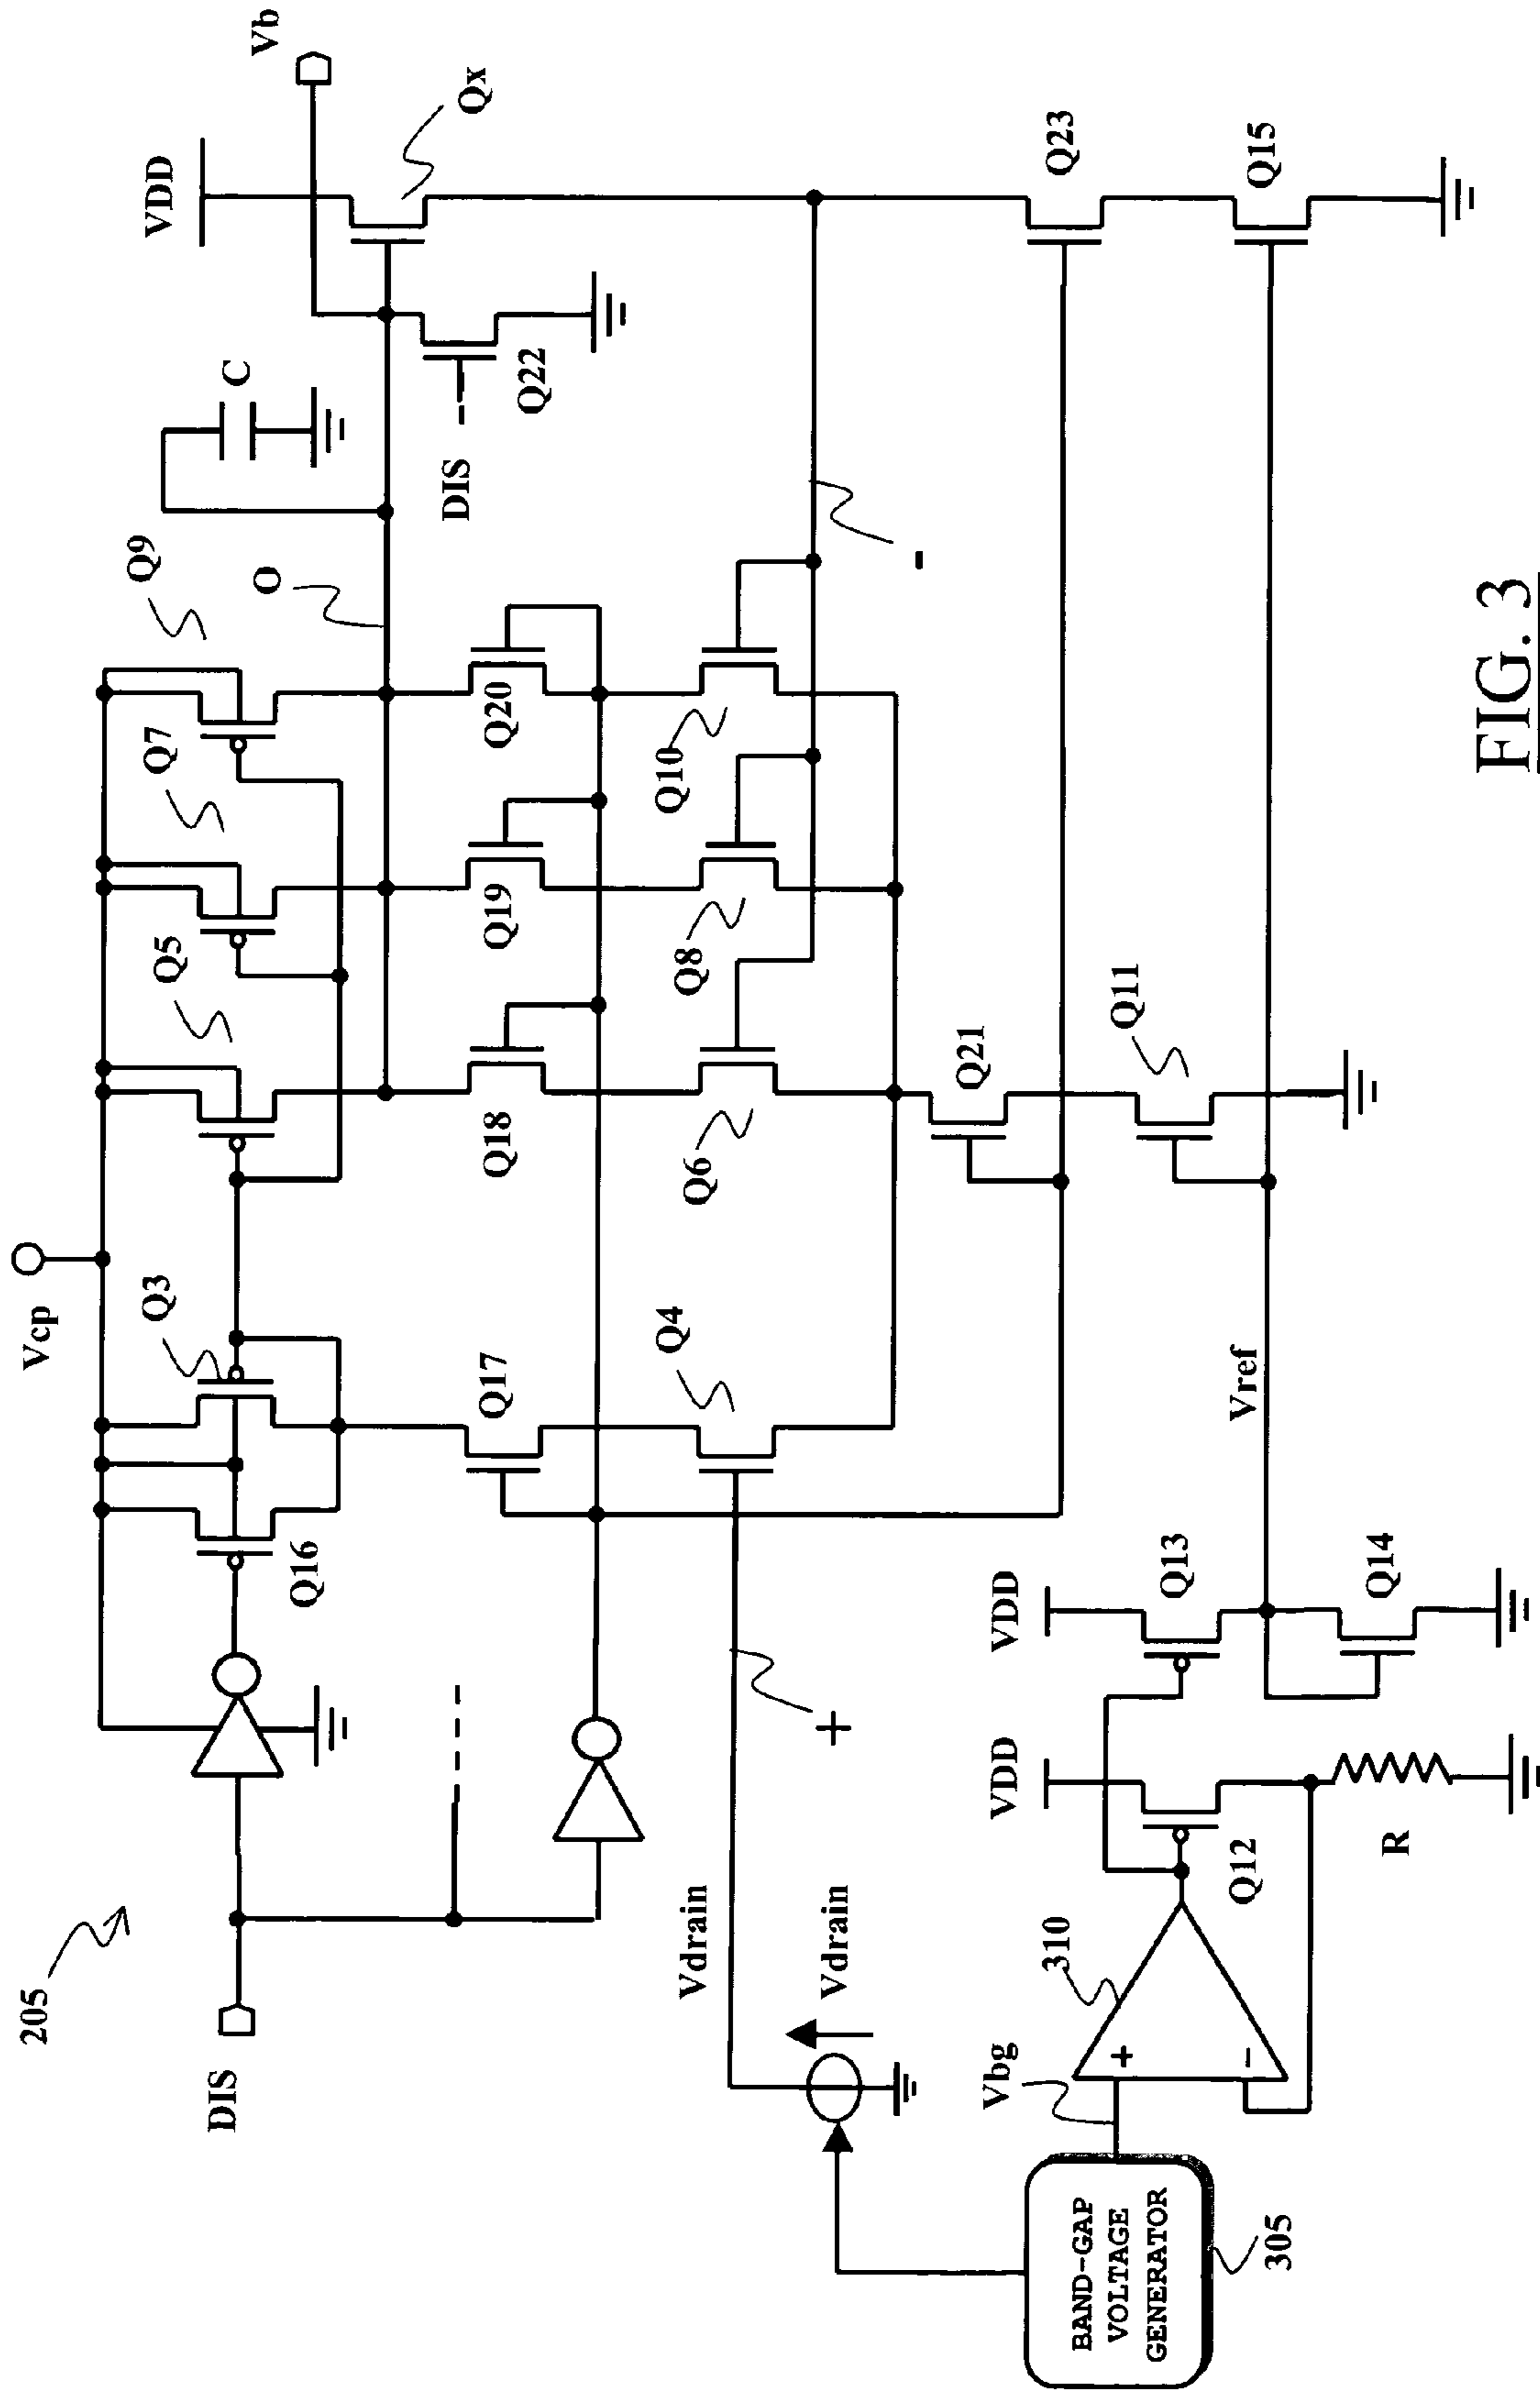 205
DIS
Vcp
Q16
Q3
Q5
Q7
Q9
O
C
VDD
Vb
Qx
DIS
Q22
Q17
Q18
Q19
Q20
Q4
Q6
Q8
Q10
-
+
Vdrain
Vdrain
Q21
Q23
Q11
Q15
Vref
VDD
VDD
Q13
Q12
Q14
R
310
+
-
Vbg
BAND-GAP
VOLTAGE
GENERATOR
305
FIG. 3